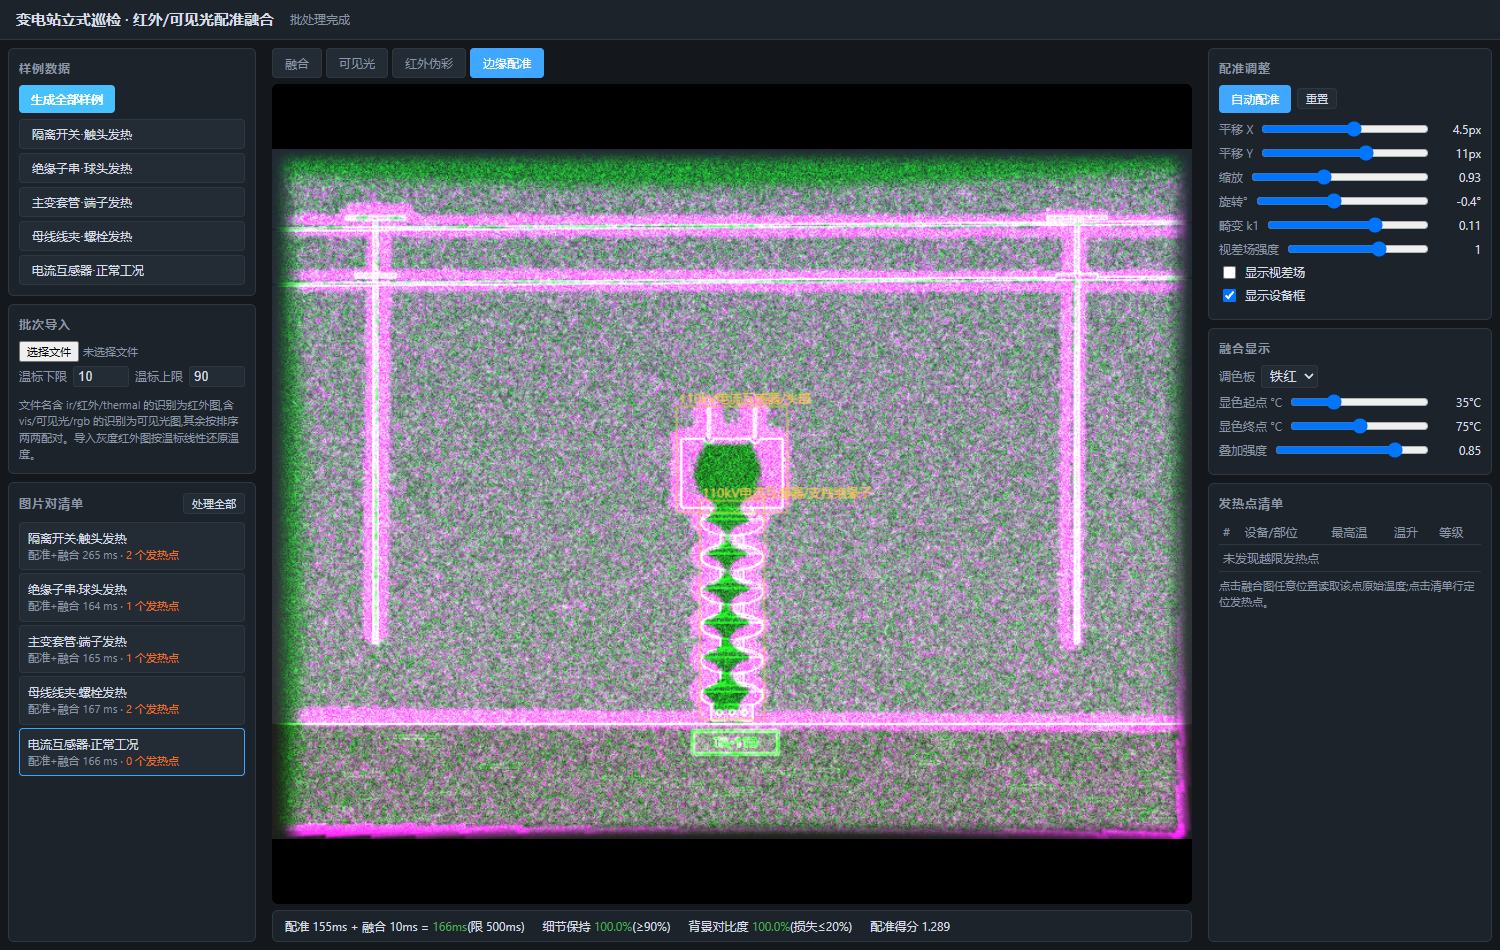 变电站立式巡检 · 红外/可见光配准融合 批处理完成
样例数据
生成全部样例
隔离开关·触头发热
绝缘子串·球头发热
主变套管·端子发热
母线线夹·螺栓发热
电流互感器·正常工况
批次导入
选择文件 未选择文件
温标下限 10 温标上限 90
文件名含 ir/红外/thermal 的识别为红外图,含
vis/可见光/rgb 的识别为可见光图,其余按排序
两两配对。导入灰度红外图按温标线性还原温
度。
图片对清单 处理全部
隔离开关·触头发热
配准+融合 265 ms · 2 个发热点
绝缘子串·球头发热
配准+融合 164 ms · 1 个发热点
主变套管·端子发热
配准+融合 165 ms · 1 个发热点
母线线夹·螺栓发热
配准+融合 167 ms · 2 个发热点
电流互感器·正常工况
配准+融合 166 ms · 0 个发热点
融合 可见光 红外伪彩 边缘配准
配准 155ms + 融合 10ms = 166ms(限 500ms) 细节保持 100.0%(≥90%) 背景对比度 100.0%(损失≤20%) 配准得分 1.289
配准调整
自动配准 重置
平移 X 4.5px
平移 Y 11px
缩放 0.93
旋转° -0.4°
畸变 k1 0.11
视差场强度 1
显示视差场
显示设备框
融合显示
调色板 铁红
显色起点 °C 35°C
显色终点 °C 75°C
叠加强度 0.85
发热点清单
# 设备/部位 最高温 温升 等级
未发现越限发热点
点击融合图任意位置读取该点原始温度;点击清单行定
位发热点。